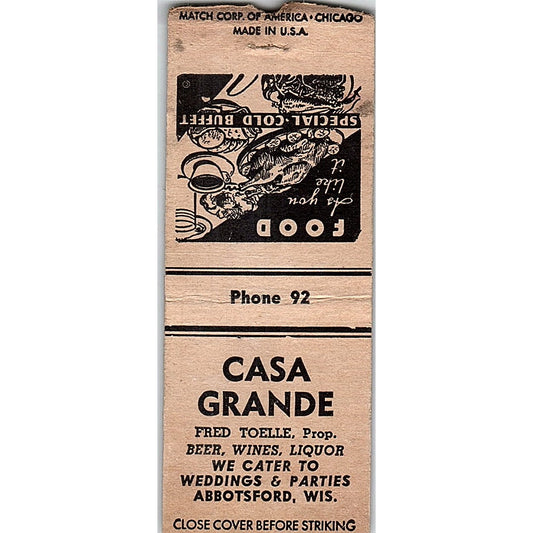 MATCH CORP. OF AMERICA • CHICAGO
MADE IN U.S.A.
FOOD
As you
like
it
SPECIAL COLD BUFFET
Phone 92
CASA
GRANDE
FRED TOELLE, Prop.
BEER, WINES, LIQUOR
WE CATER TO
WEDDINGS & PARTIES
ABBOTSFORD, WIS.
CLOSE COVER BEFORE STRIKING